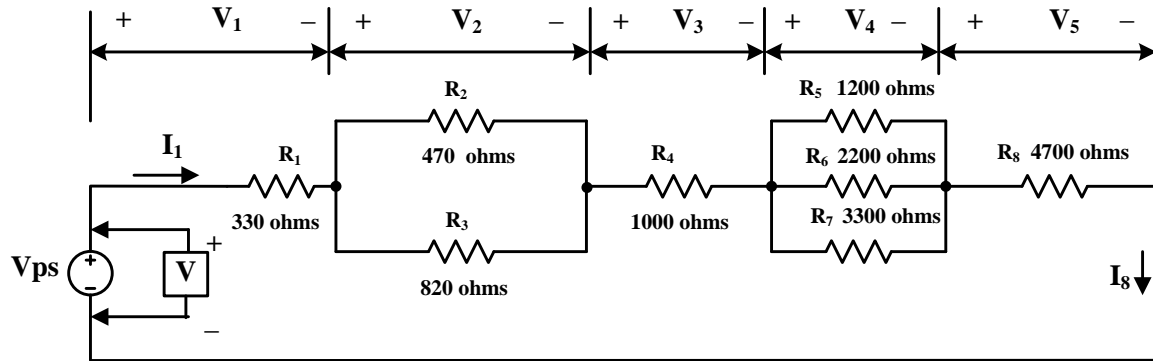 + V1 − + V2 − + V3 − + V4 − + V5 −
R2
R5 1200 ohms
I1
R1
470 ohms
R4
R6 2200 ohms
R8 4700 ohms
330 ohms
R3
1000 ohms
R7 3300 ohms
+
Vps
+
−
V
820 ohms
I8
−